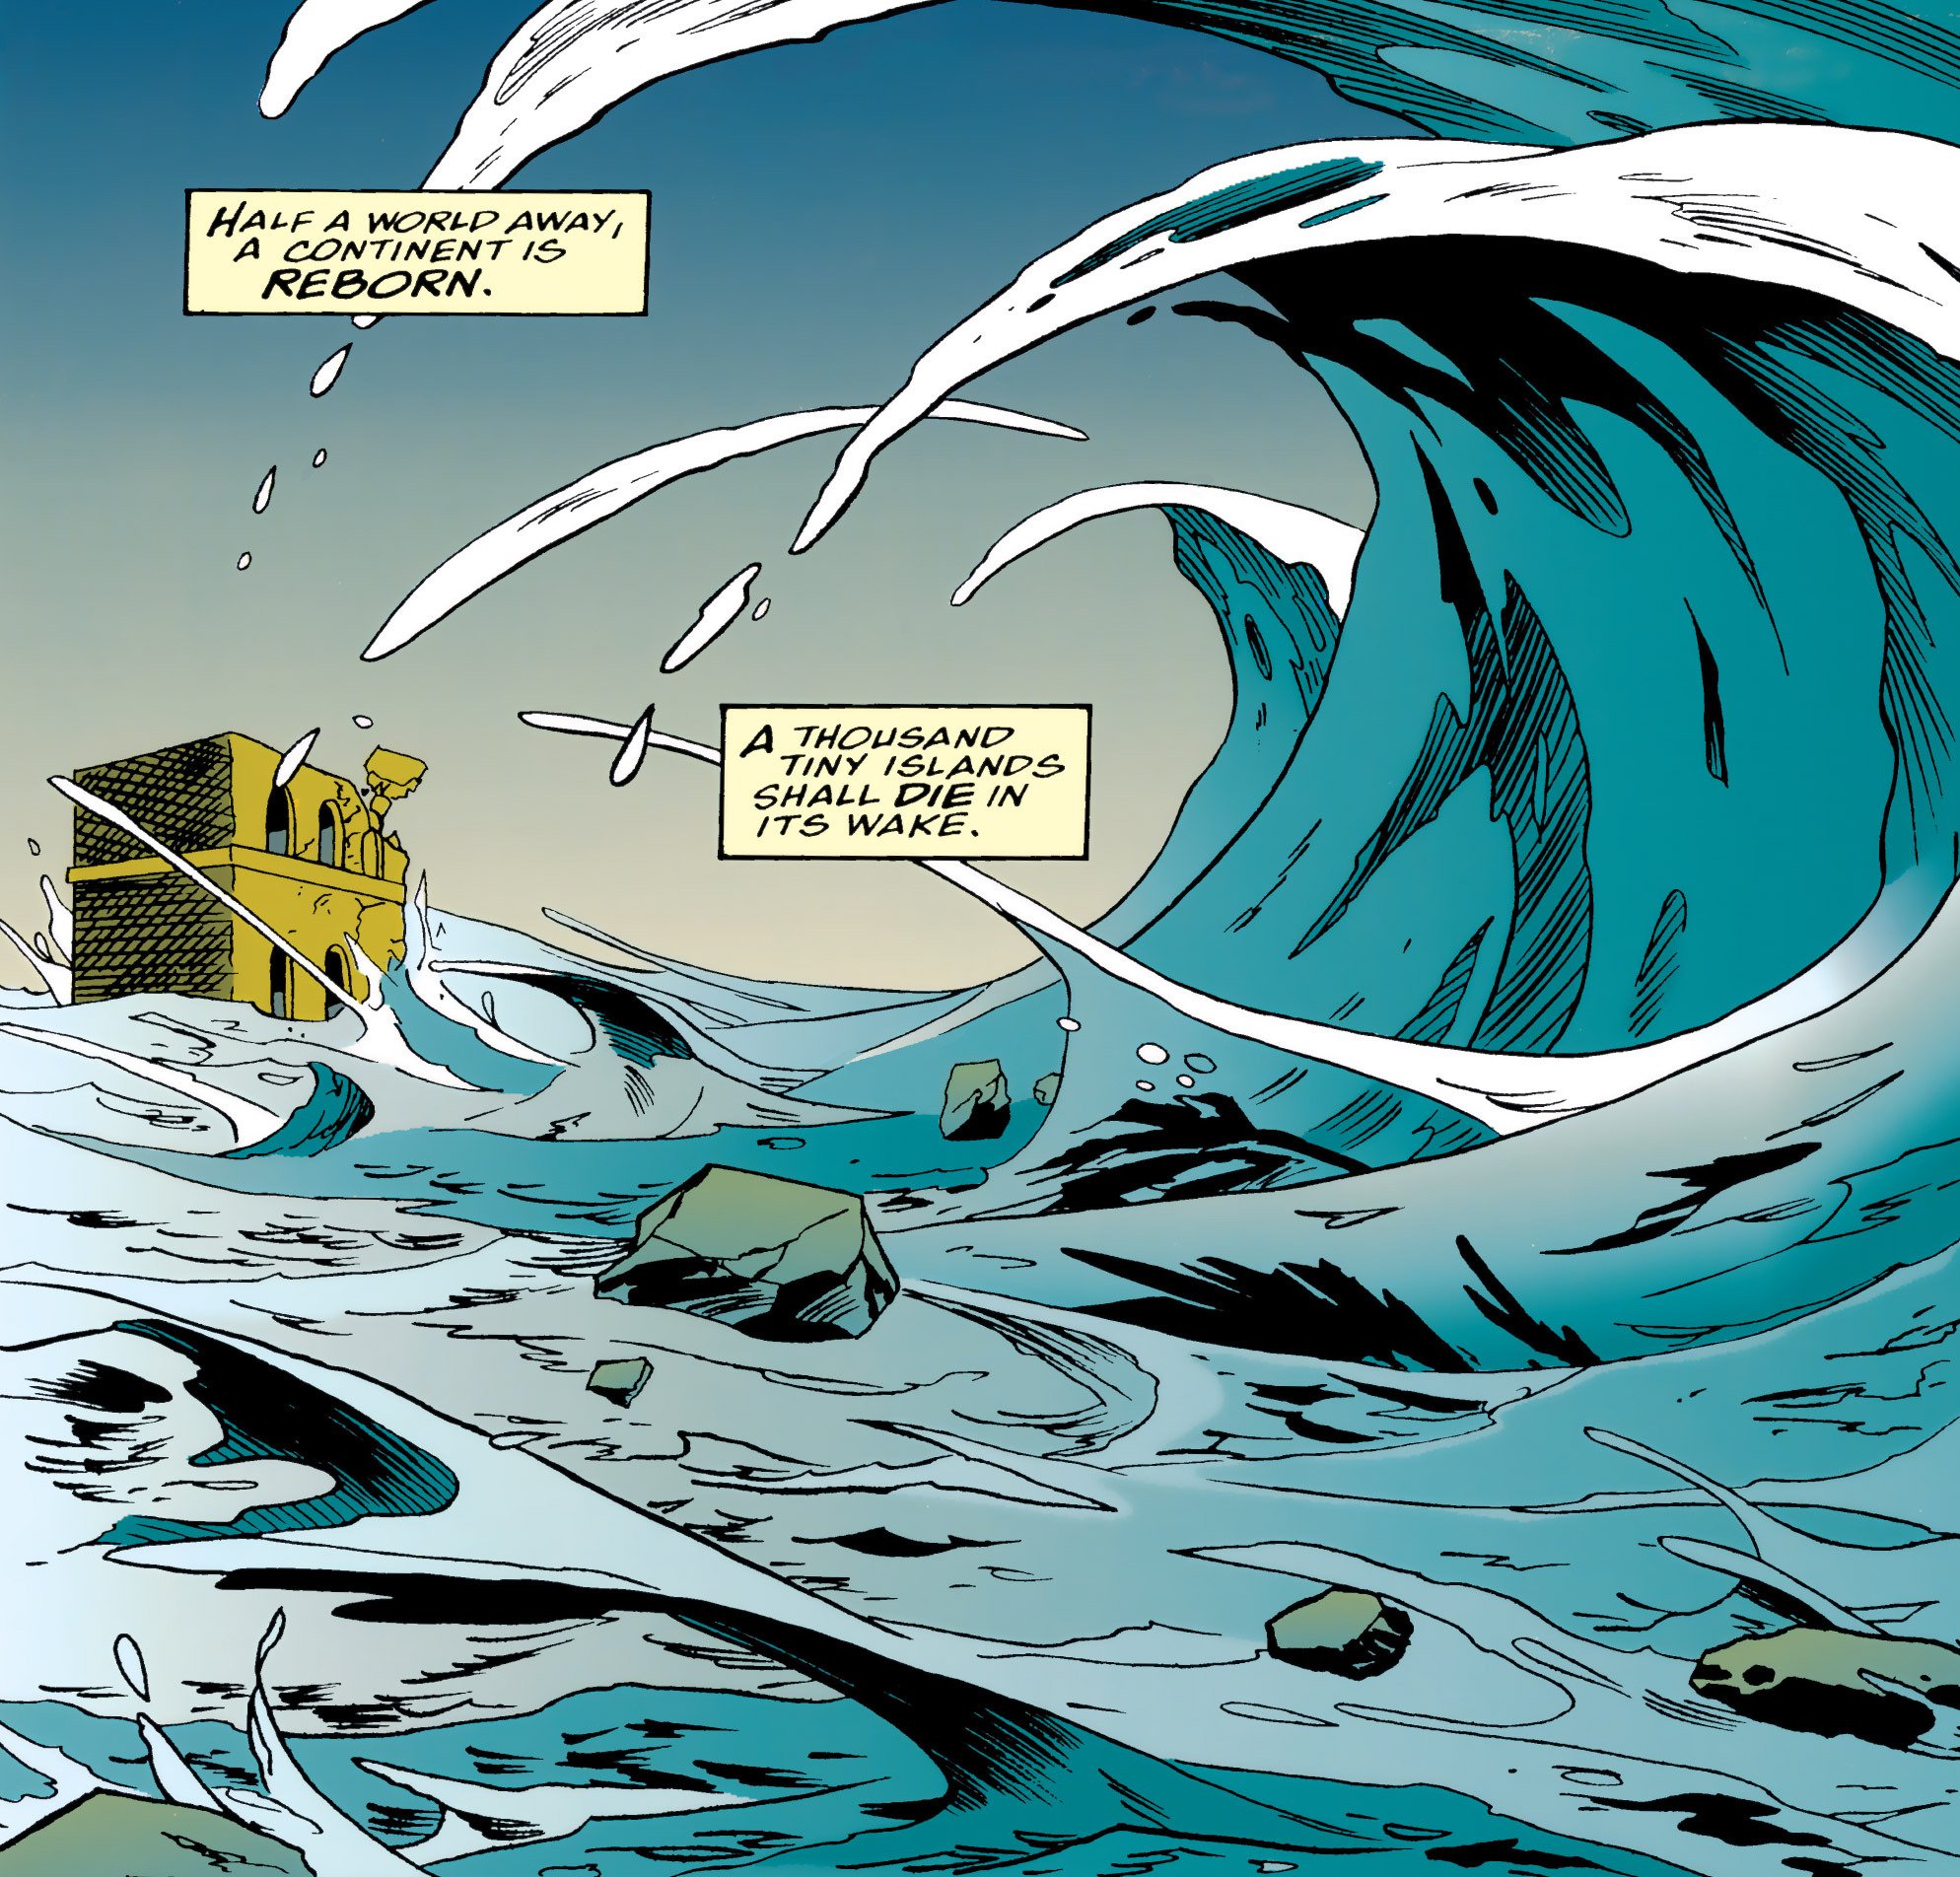 HALF A WORLD AWAY,
A CONTINENT IS
REBORN.
A THOUSAND
TINY ISLANDS
SHALL DIE IN
ITS WAKE.